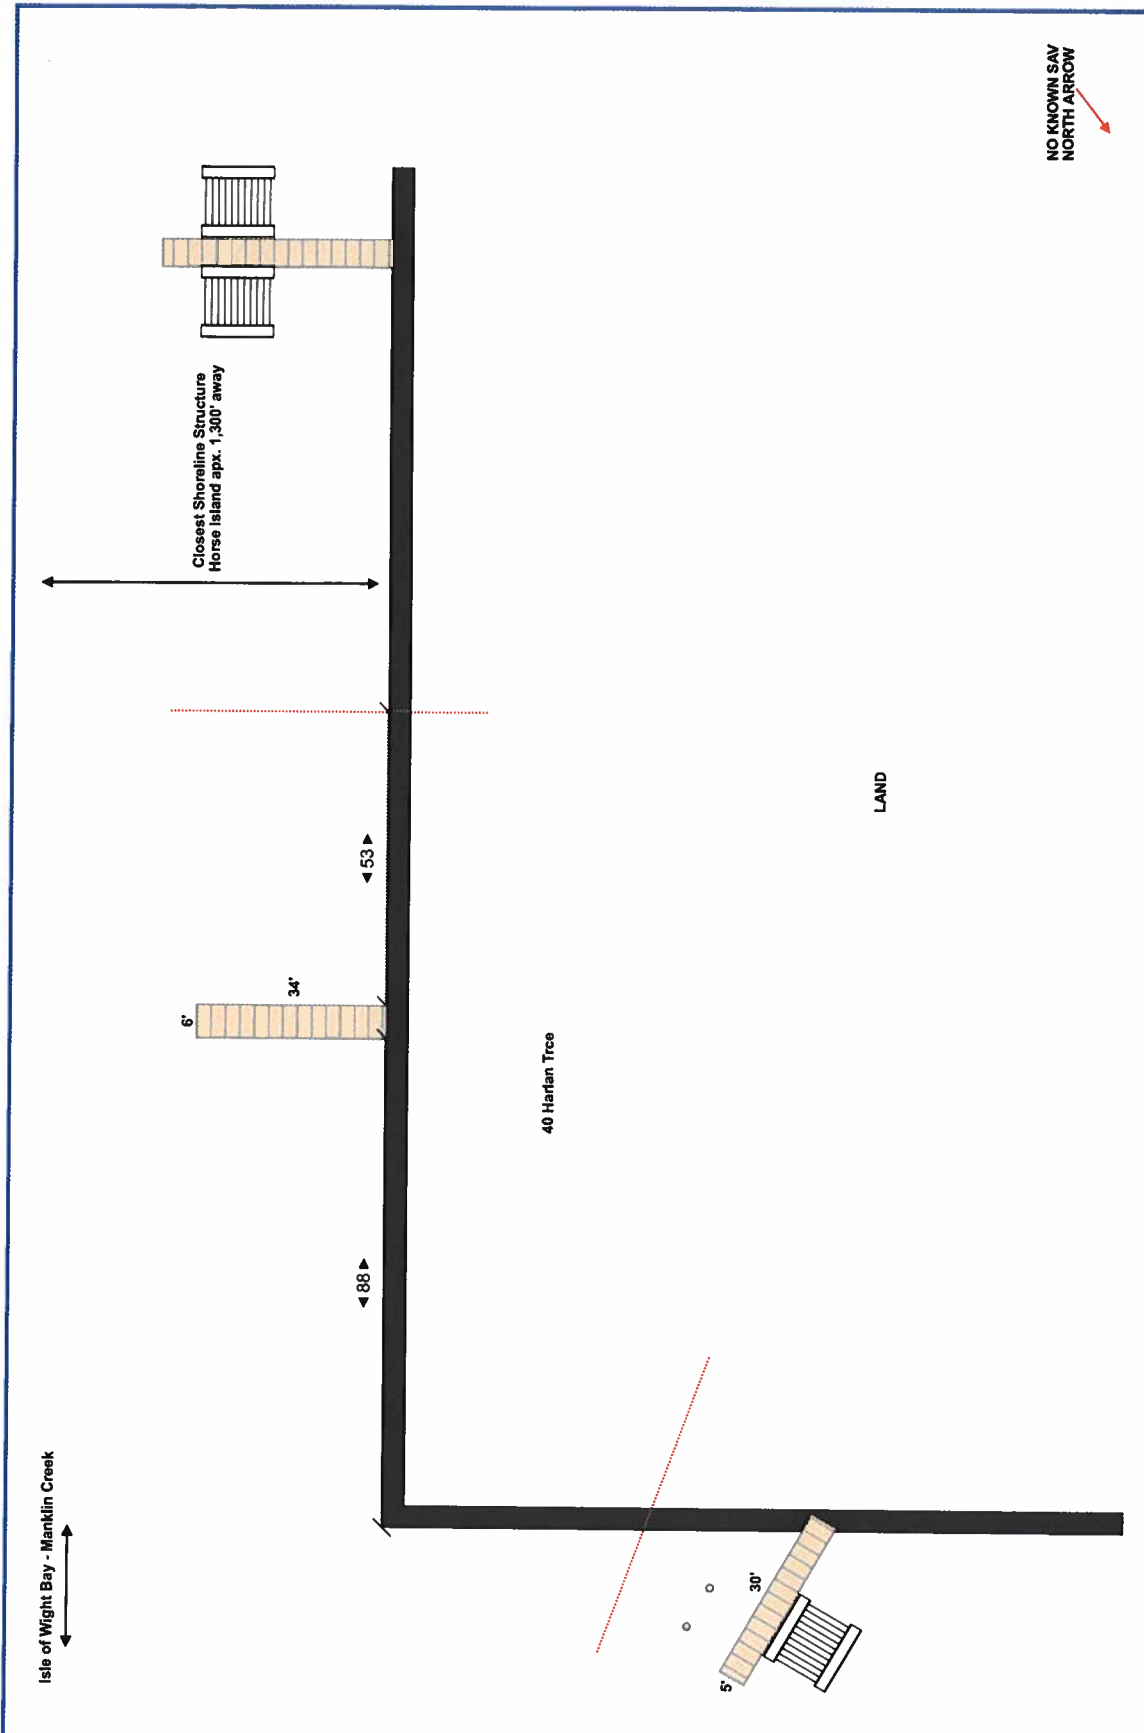 Isle of Wight Bay - Manklin Creek
Closest Shoreline Structure
Horse Island apx. 1,300' away
NO KNOWN SAV
NORTH ARROW
6'
34'
88
53
40 Harlan Trce
LAND
5'
30'